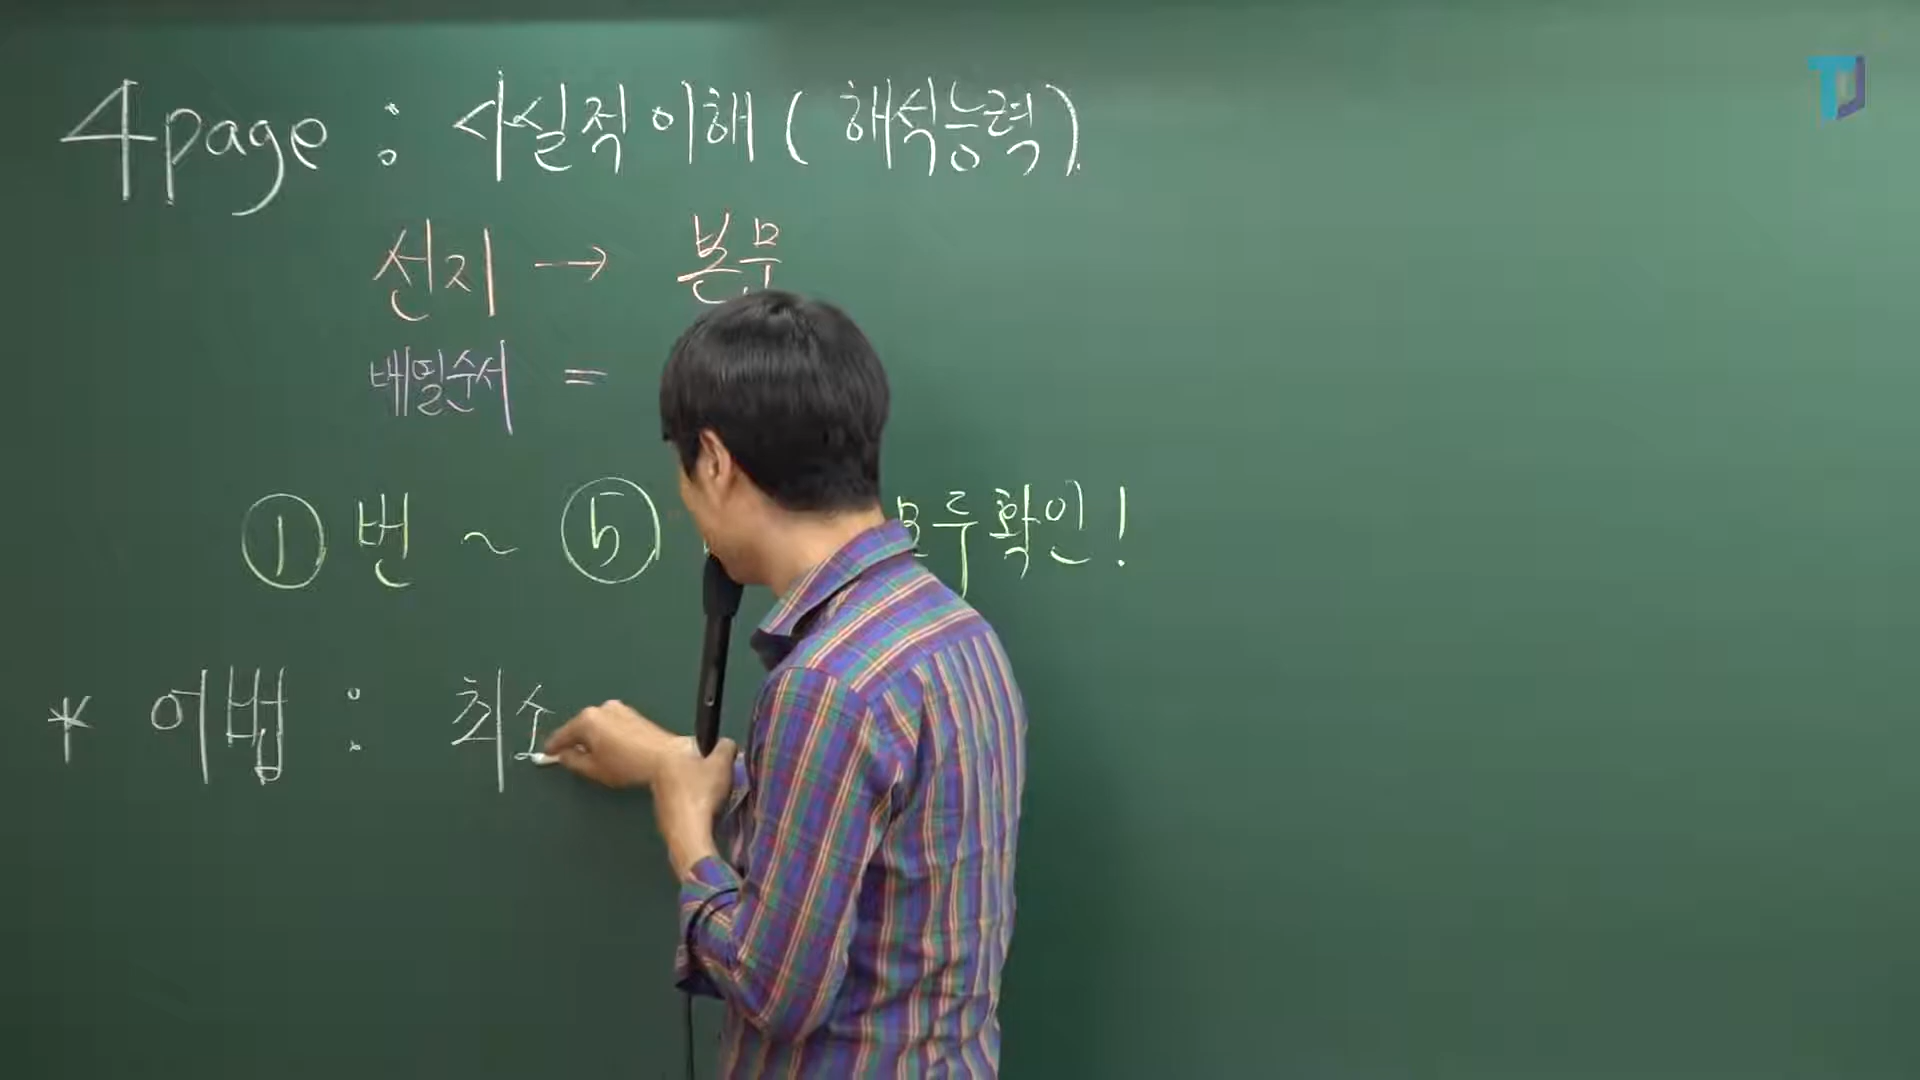 4page : 사실적 이해 ( 해석능력 )
선지 → 본문
배열순서 =
① 번 ~ ⑤ 모두확인!
* 어법 : 최소
TJ